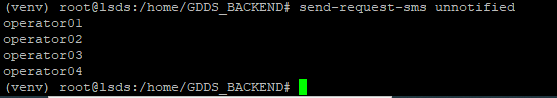 (venv) root@lsds:/home/GDDS_BACKEND# send-request-sms unnotified
operator01
operator02
operator03
operator04
(venv) root@lsds:/home/GDDS_BACKEND#